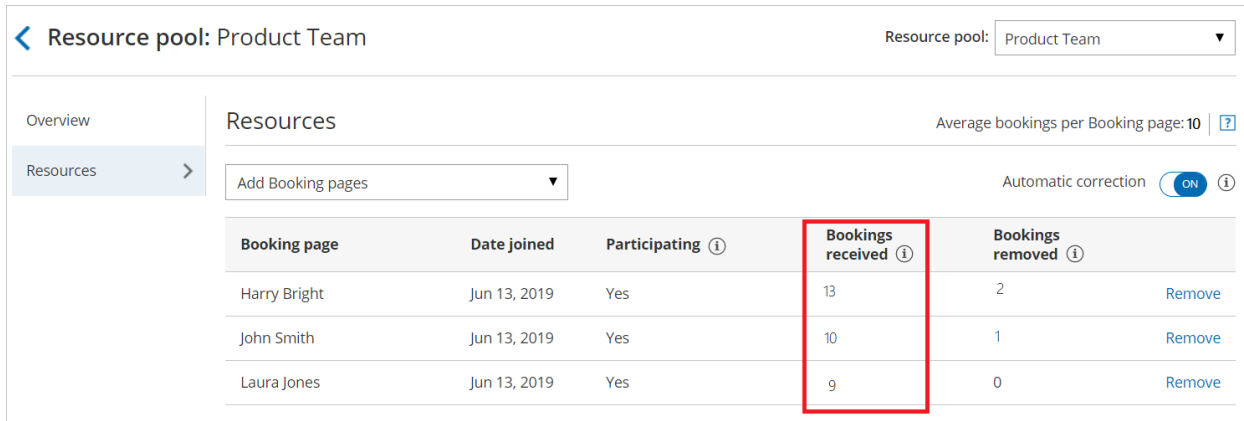 Resource pool: Product Team
Resource pool: Product Team
Overview
Resources
Resources
Average bookings per Booking page: 10 ?
Add Booking pages
Automatic correction ON i
Booking page Date joined Participating i Bookings received i Bookings removed i
Harry Bright Jun 13, 2019 Yes 13 2 Remove
John Smith Jun 13, 2019 Yes 10 1 Remove
Laura Jones Jun 13, 2019 Yes 9 0 Remove